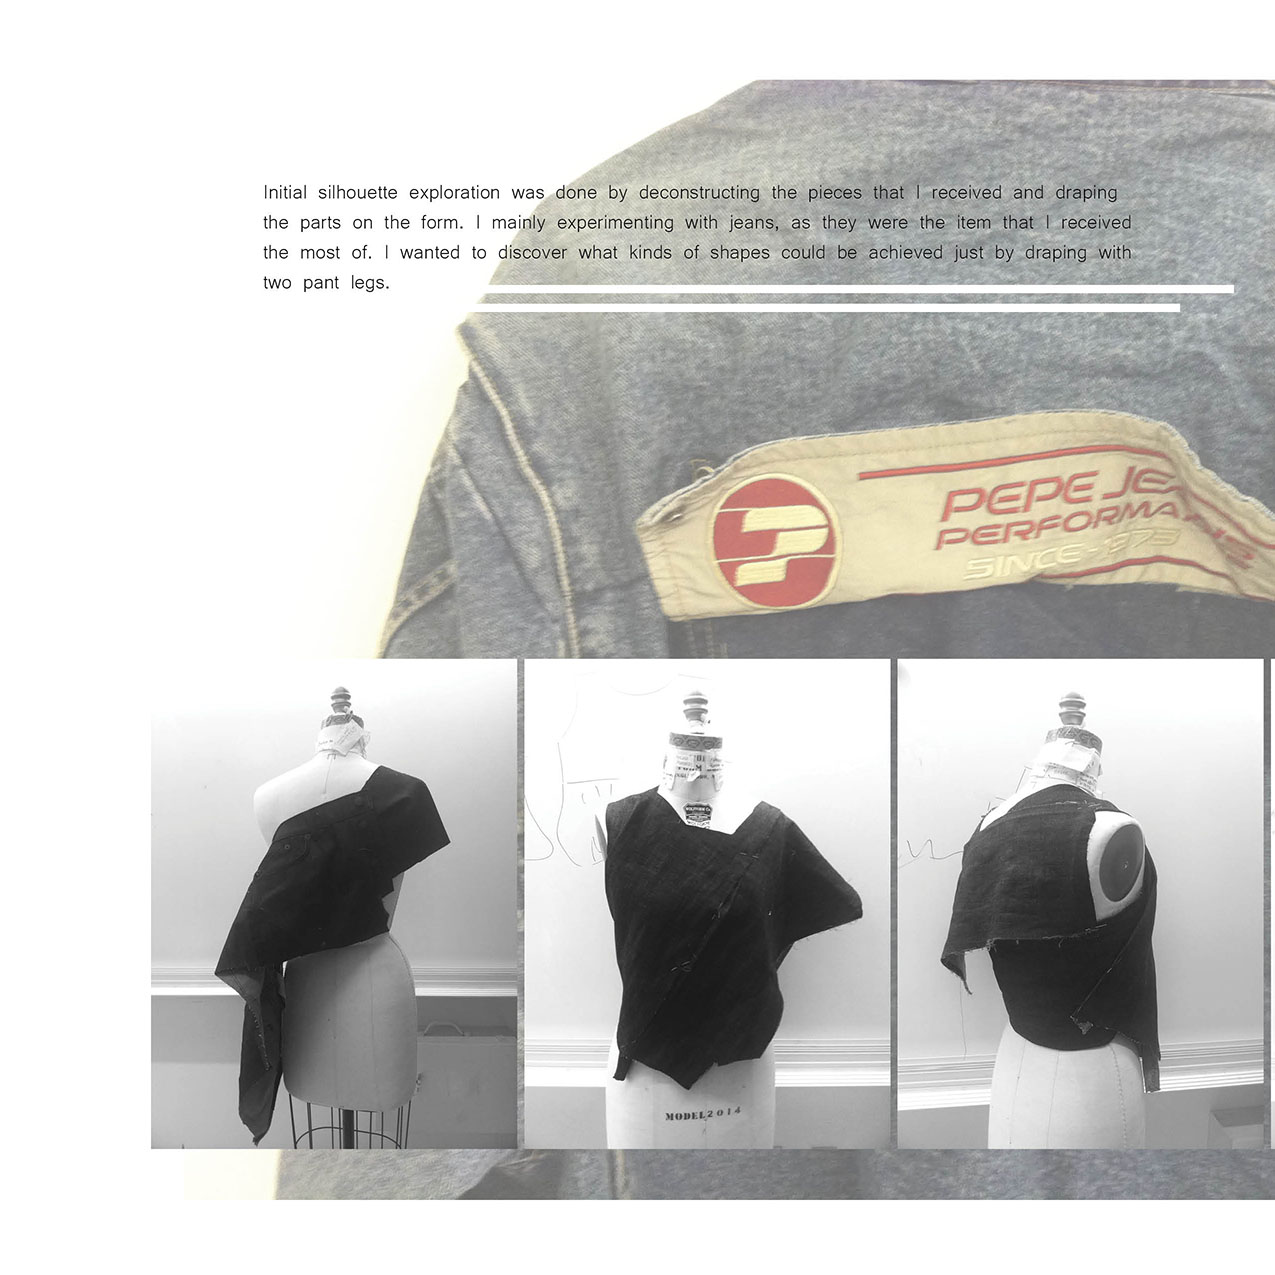 Initial silhouette exploration was done by deconstructing the pieces that I received and draping
the parts on the form. I mainly experimenting with jeans, as they were the item that I received
the most of. I wanted to discover what kinds of shapes could be achieved just by draping with
two pant legs.
PEPE JE
PERFORMA
SINCE-1973
MODEL2014